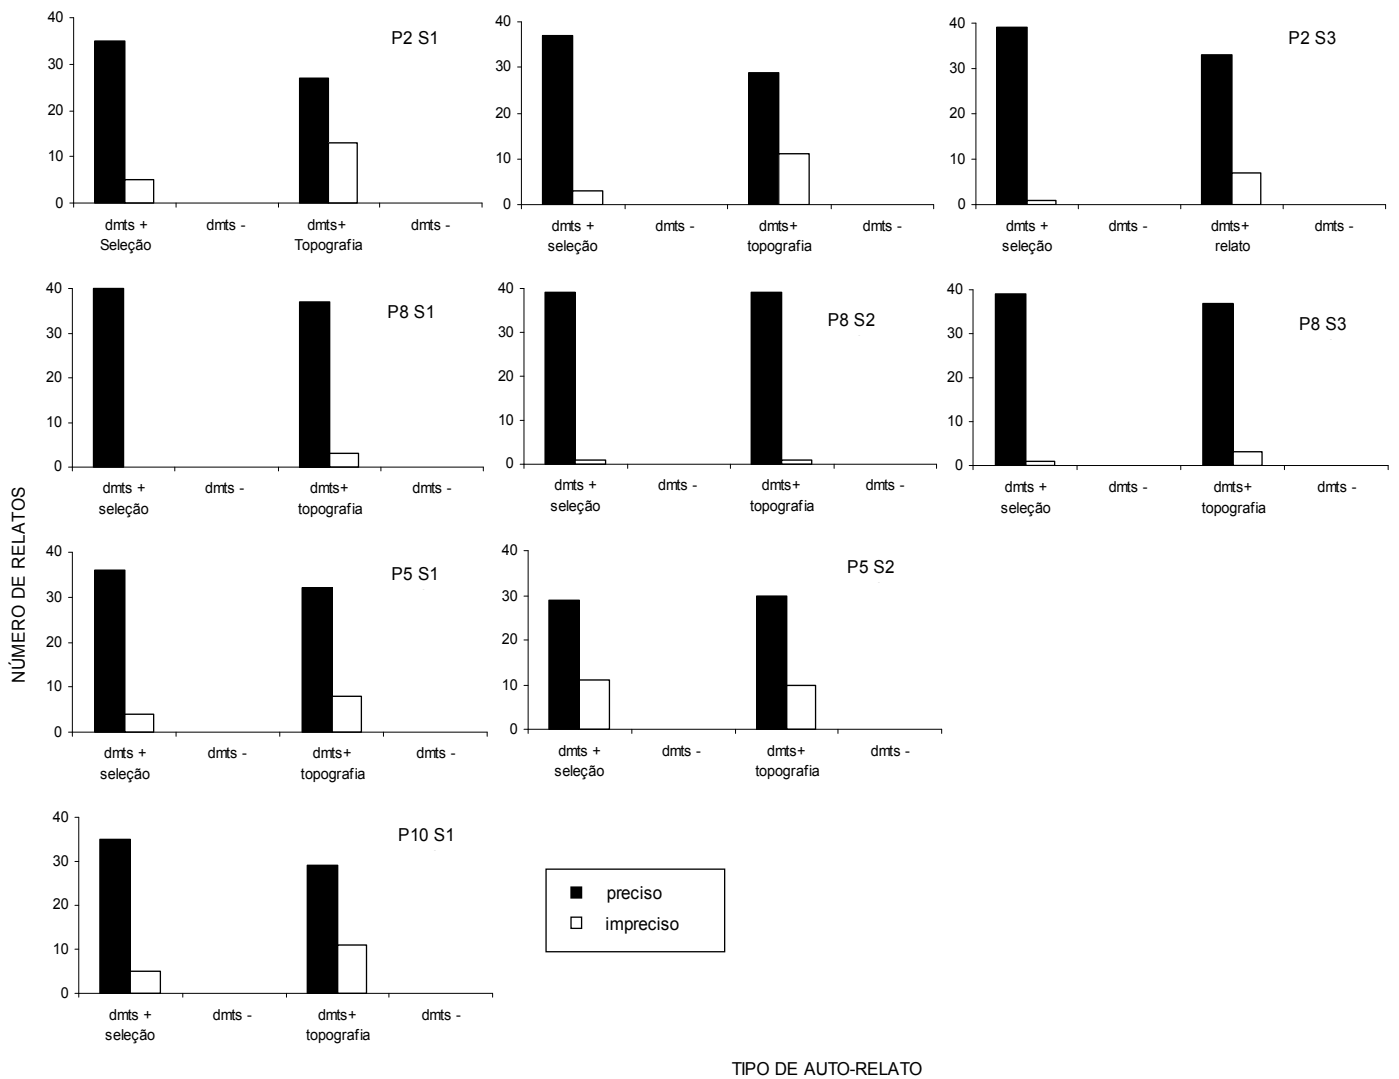 P2 S1
40
30
20
10
0
dmts + dmts - dmts+ dmts -
Seleção Topografia
40
30
20
10
0
dmts + dmts - dmts+ dmts -
seleção topografia
P2 S3
40
30
20
10
0
dmts + dmts - dmts+ dmts -
seleção relato
P8 S1
40
30
20
10
0
dmts + dmts - dmts+ dmts -
seleção topografia
P8 S2
40
30
20
10
0
dmts + dmts - dmts+ dmts -
seleção topografia
P8 S3
40
30
20
10
0
dmts + dmts - dmts+ dmts -
seleção topografia
NÚMERO DE RELATOS
P5 S1
40
30
20
10
0
dmts + dmts - dmts+ dmts -
seleção topografia
P5 S2
40
30
20
10
0
dmts + dmts - dmts+ dmts -
seleção topografia
P10 S1
40
30
20
10
0
dmts + dmts - dmts+ dmts -
seleção topografia
preciso
impreciso
TIPO DE AUTO-RELATO